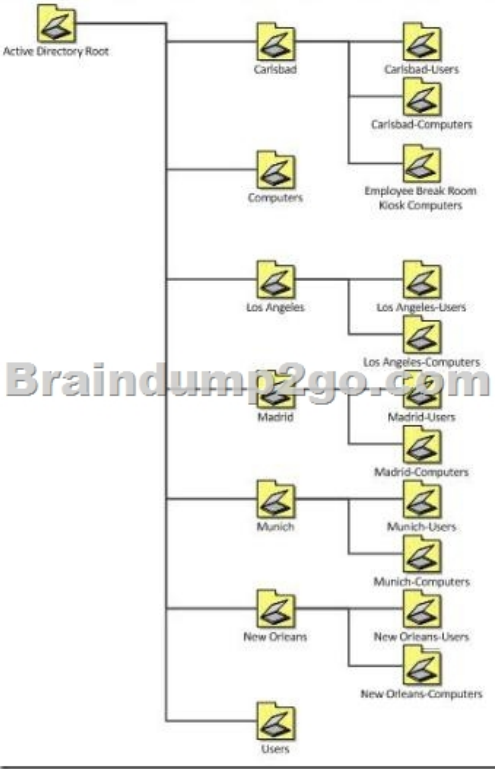 Active Directory Root
Carlsbad
Carlsbad-Users
Carlsbad-Computers
Computers
Employee Break Room
Kiosk Computers
Los Angeles
Los Angeles-Users
Los Angeles-Computers
Braindump2go.com
Madrid
Madrid-Users
Madrid-Computers
Munich
Munich-Users
Munich-Computers
New Orleans
New Orleans-Users
New Orleans-Computers
Users